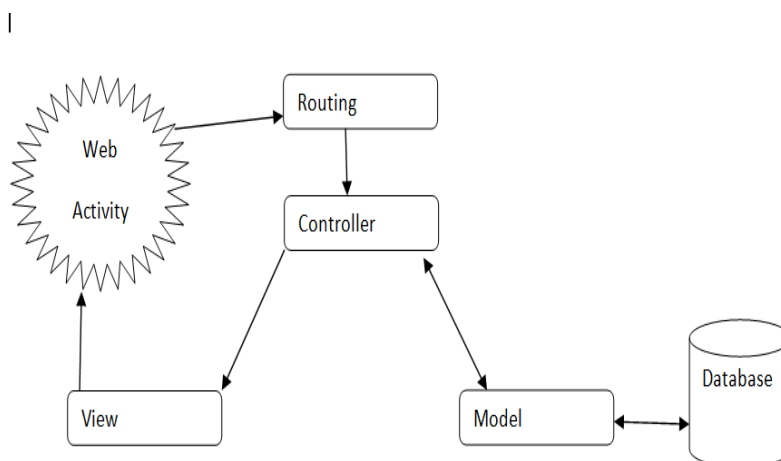 Routing
Web
Activity
Controller
Database
View
Model